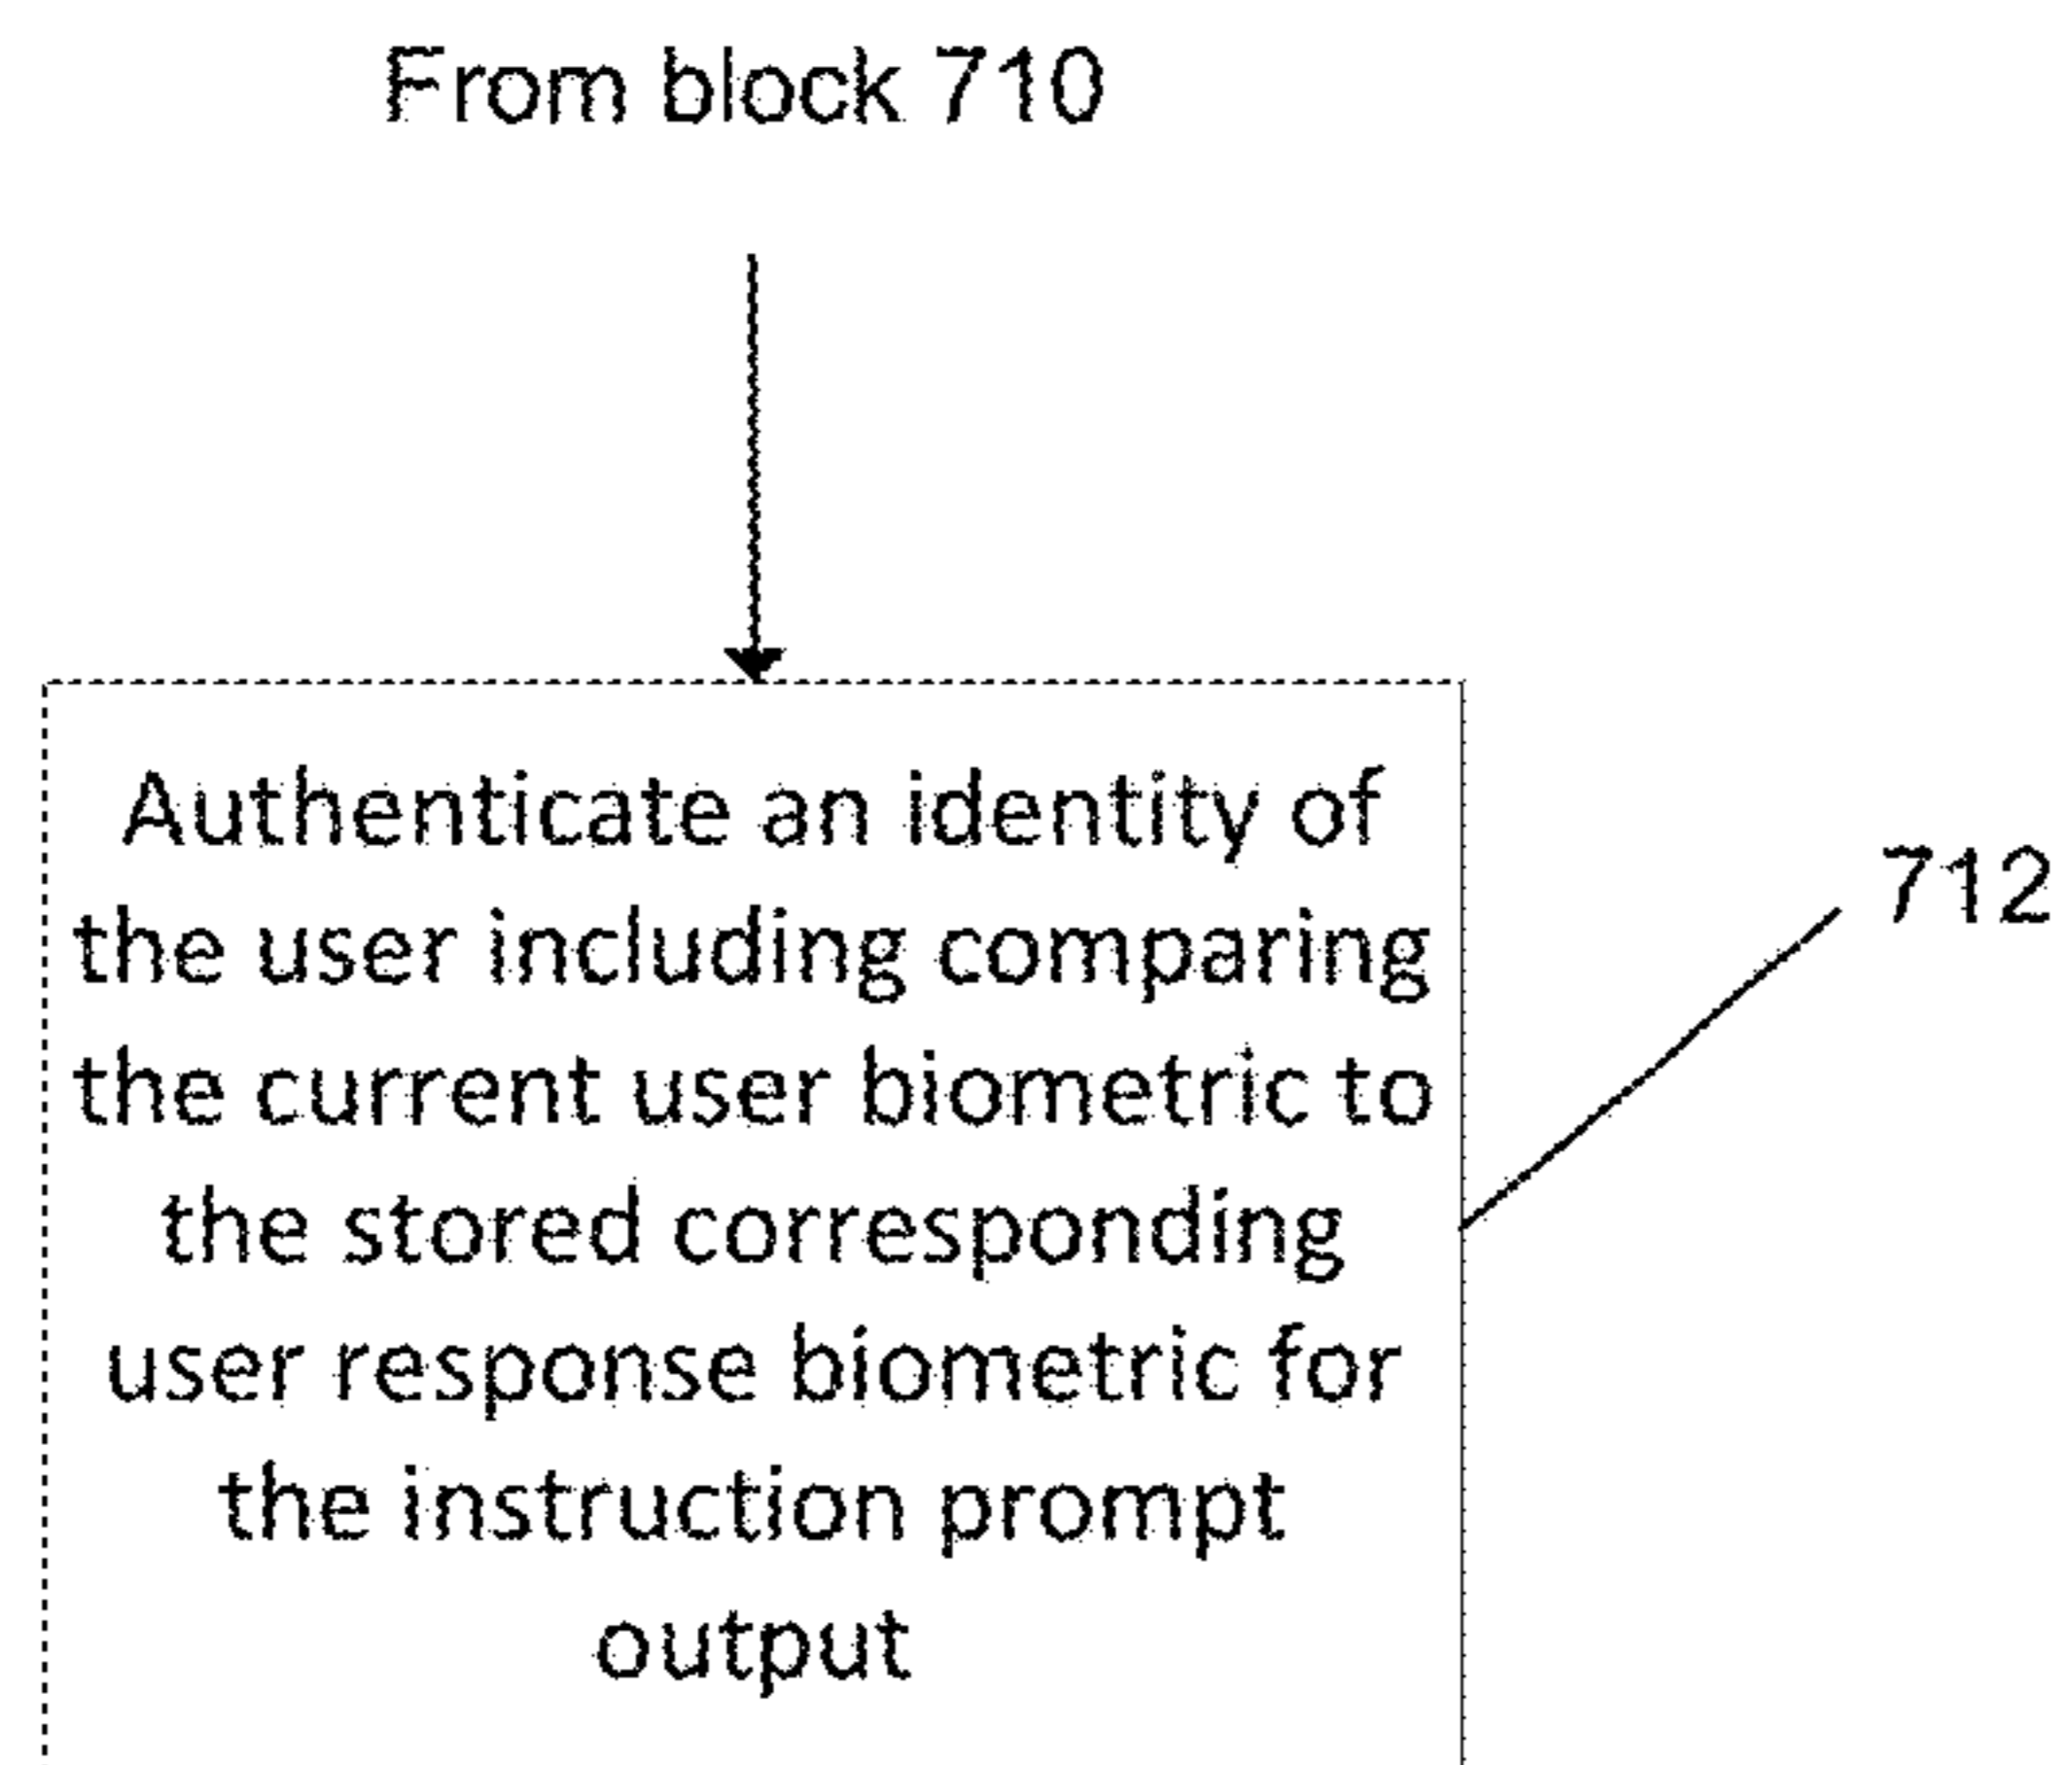 From block 710
Authenticate an identity of
the user including comparing
the current user biometric to
the stored corresponding
user response biometric for
the instruction prompt
output
712